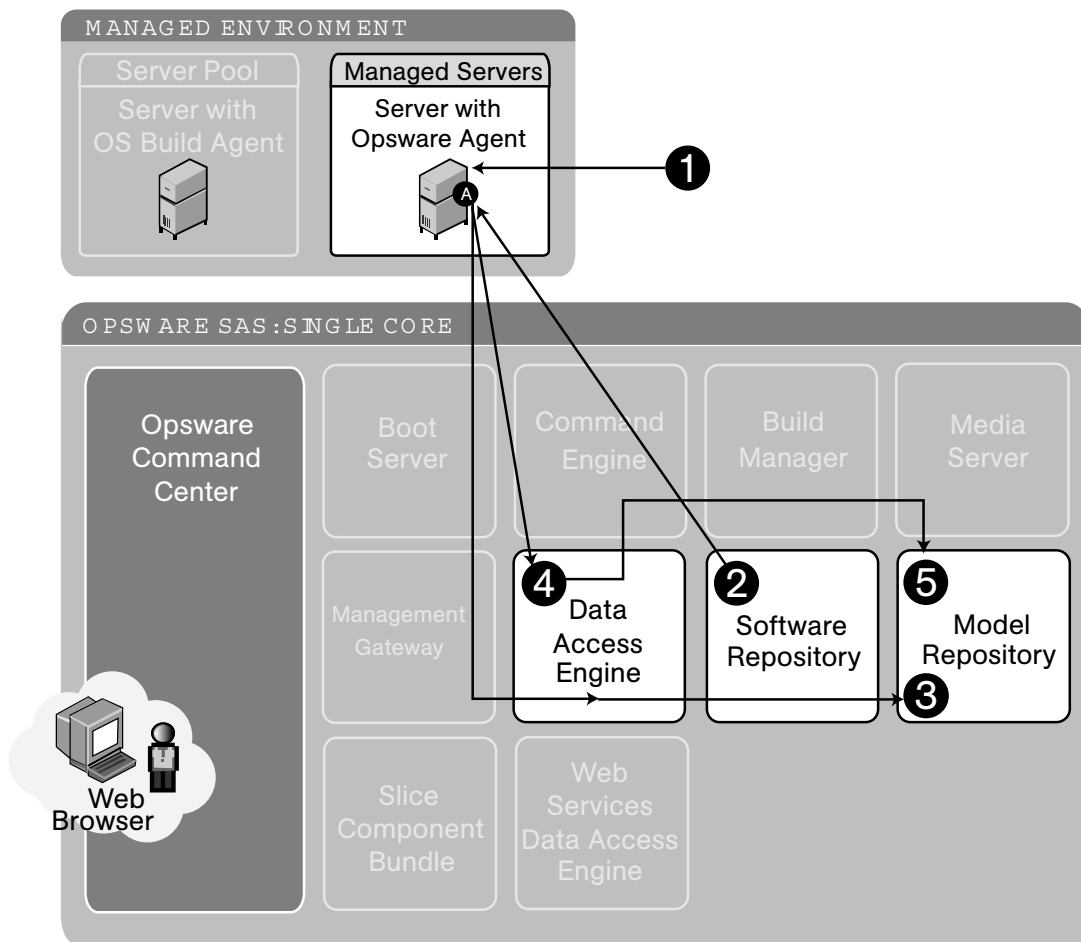 MANAGED ENVIRONMENT
Server Pool
Server with
OS Build Agent
Managed Servers
Server with
Opsware Agent
A
1
OPSWARE SAS: SINGLE CORE
Opsware
Command
Center
Boot
Server
Command
Engine
Build
Manager
Media
Server
Management
Gateway
4
Data
Access
Engine
2
Software
Repository
5
Model
Repository
3
Slice
Component
Bundle
Web
Services
Data Access
Engine
Web
Browser